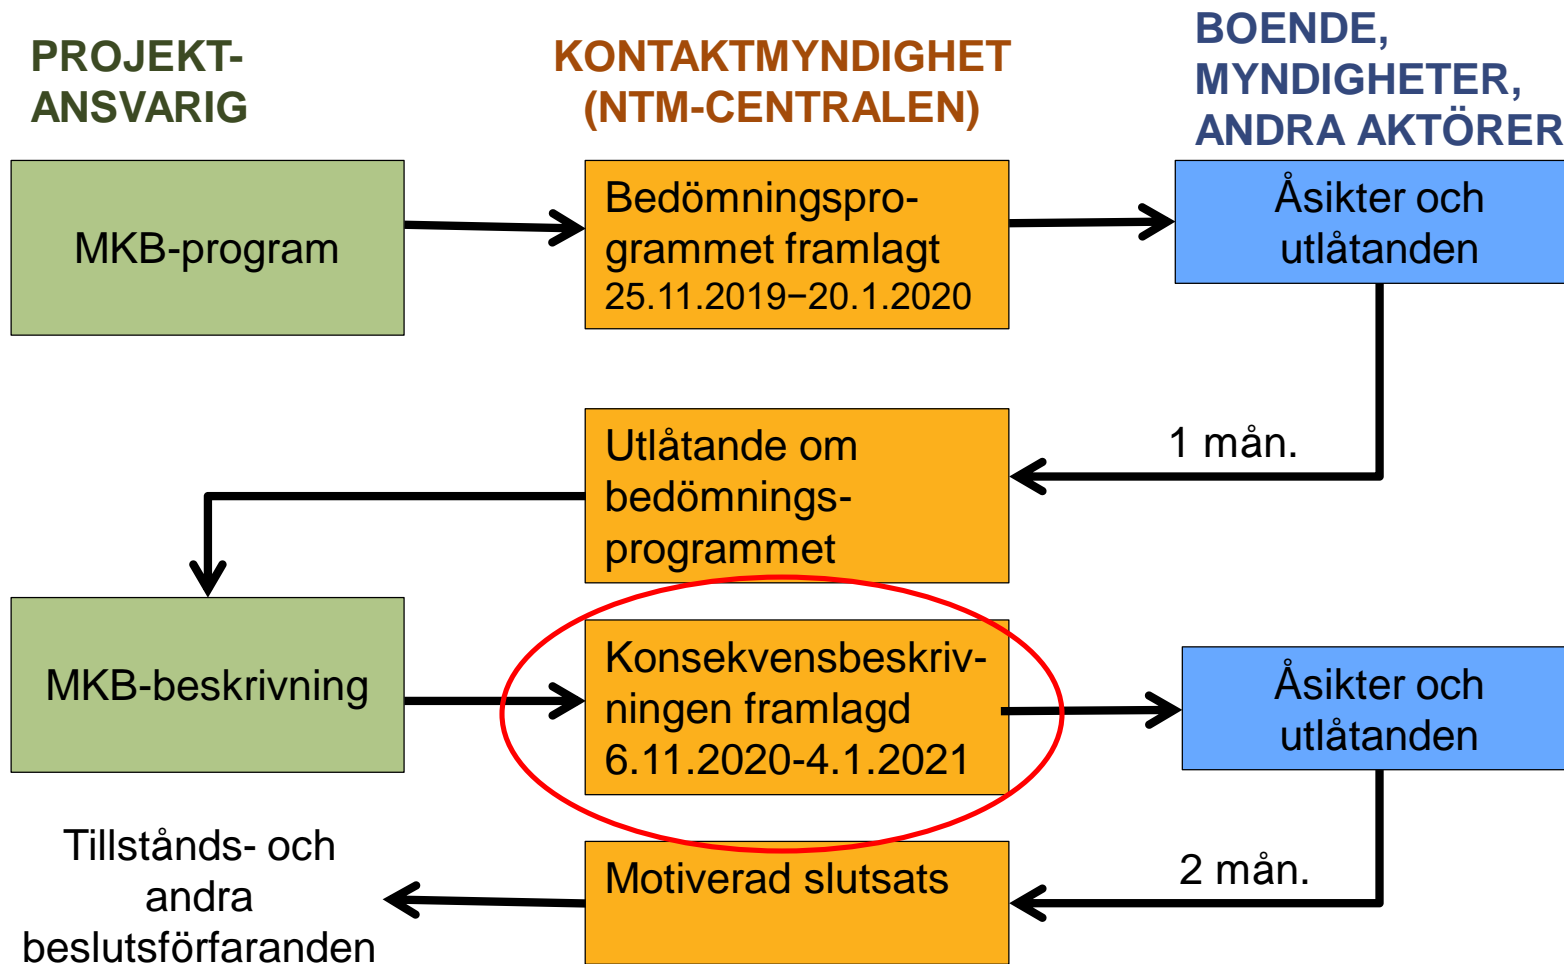 PROJEKT-
ANSVARIG
KONTAKTMYNDIGHET
(NTM-CENTRALEN)
BOENDE,
MYNDIGHETER,
ANDRA AKTÖRER
MKB-program
Bedömningspro-
grammet framlagt
25.11.2019–20.1.2020
Åsikter och
utlåtanden
1 mån.
Utlåtande om
bedömnings-
programmet
MKB-beskrivning
Konsekvensbeskriv-
ningen framlagd
6.11.2020-4.1.2021
Åsikter och
utlåtanden
2 mån.
Motiverad slutsats
Tillstånds- och
andra
beslutsförfaranden